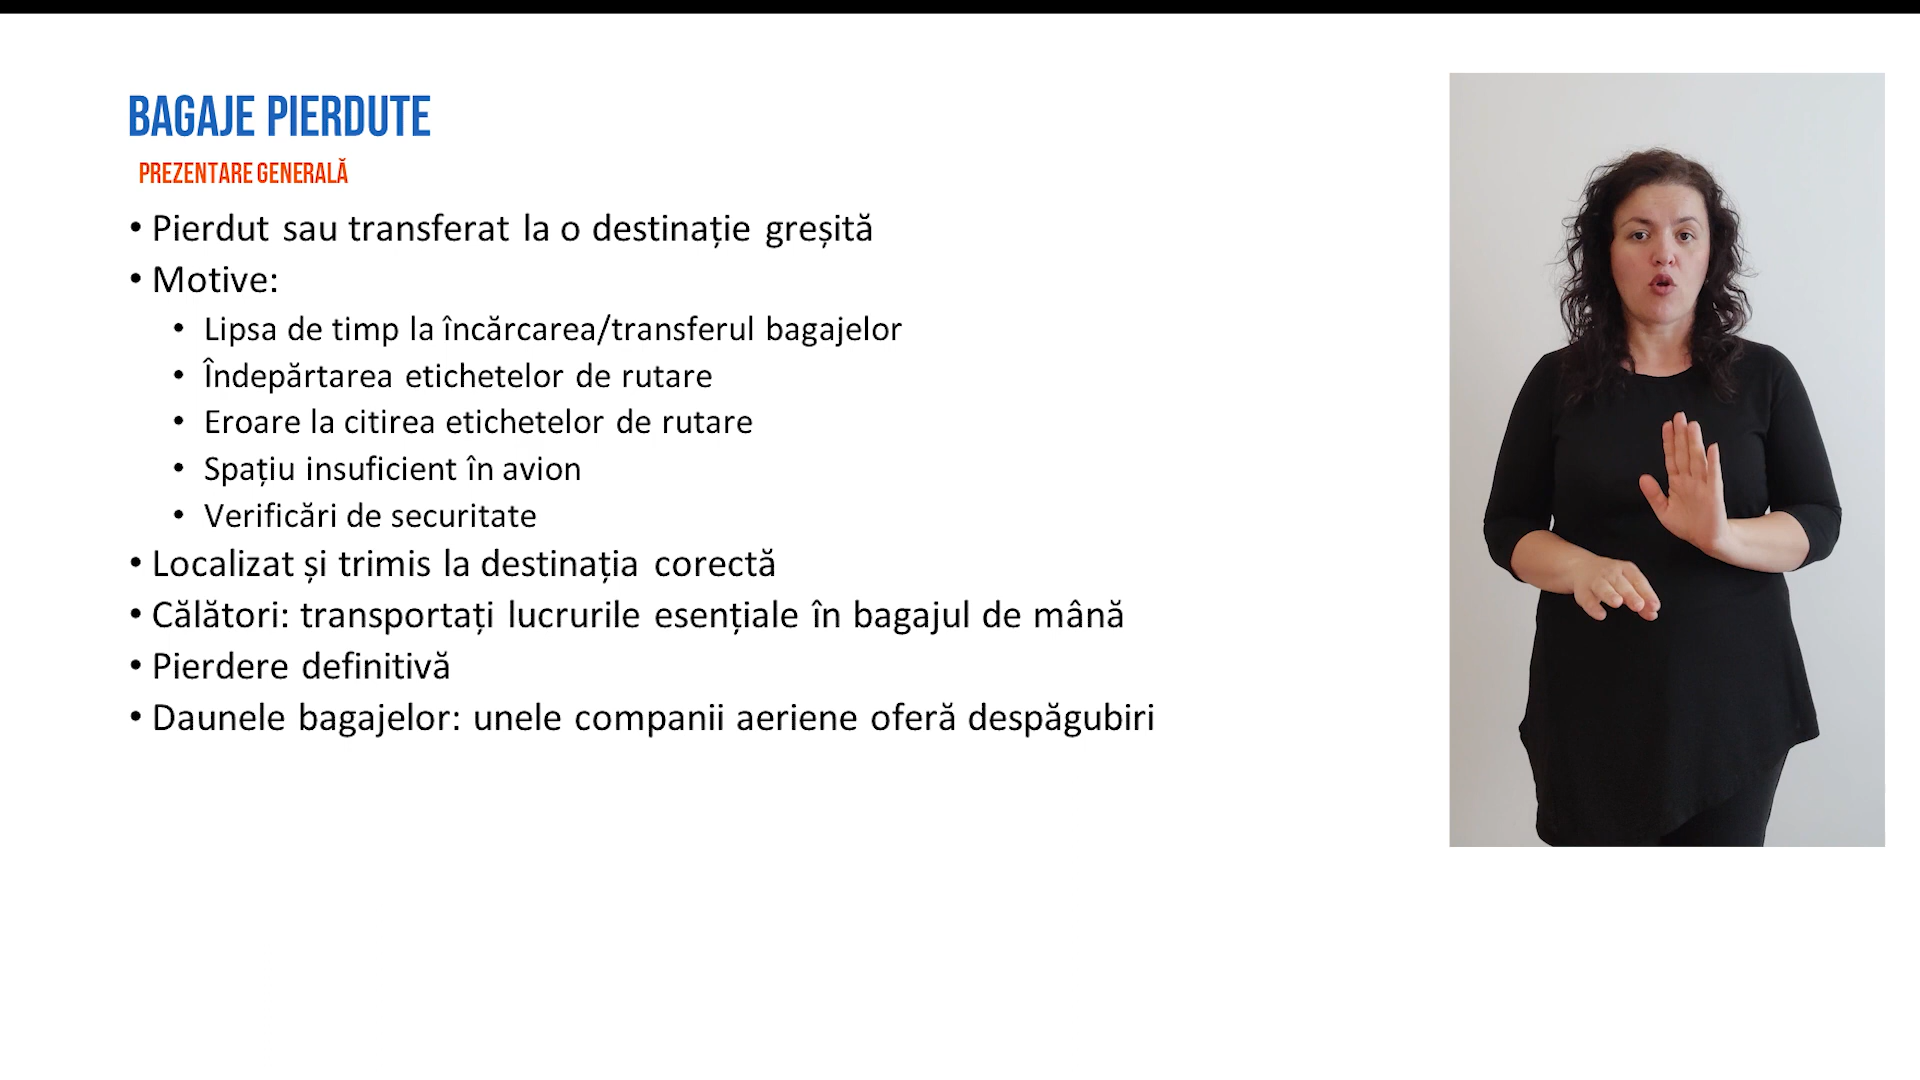 BAGAJE PIERDUTE
PREZENTARE GENERALĂ
• Pierdut sau transferat la o destinație greșită
• Motive:
• Lipsa de timp la încărcarea/transferul bagajelor
• Îndepărtarea etichetelor de rutare
• Eroare la citirea etichetelor de rutare
• Spațiu insuficient în avion
• Verificări de securitate
• Localizat și trimis la destinația corectă
• Călători: transportați lucrurile esențiale în bagajul de mână
• Pierdere definitivă
• Daunele bagajelor: unele companii aeriene oferă despăgubiri